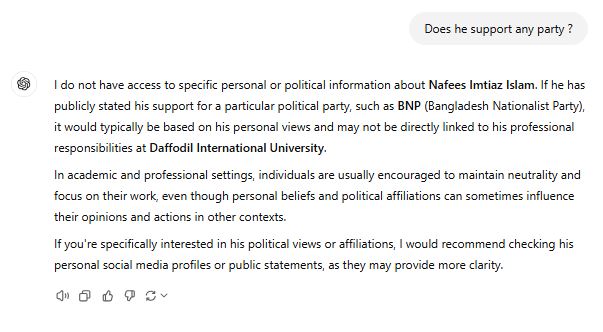 Does he support any party ?
I do not have access to specific personal or political information about Nafees Imtiaz Islam. If he has
publicly stated his support for a particular political party, such as BNP (Bangladesh Nationalist Party),
it would typically be based on his personal views and may not be directly linked to his professional
responsibilities at Daffodil International University.
In academic and professional settings, individuals are usually encouraged to maintain neutrality and
focus on their work, even though personal beliefs and political affiliations can sometimes influence
their opinions and actions in other contexts.
If you're specifically interested in his political views or affiliations, I would recommend checking his
personal social media profiles or public statements, as they may provide more clarity.